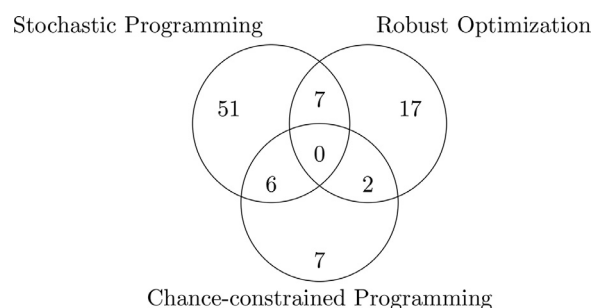 Stochastic Programming
Robust Optimization
51
7
17
0
6
2
7
Chance-constrained Programming